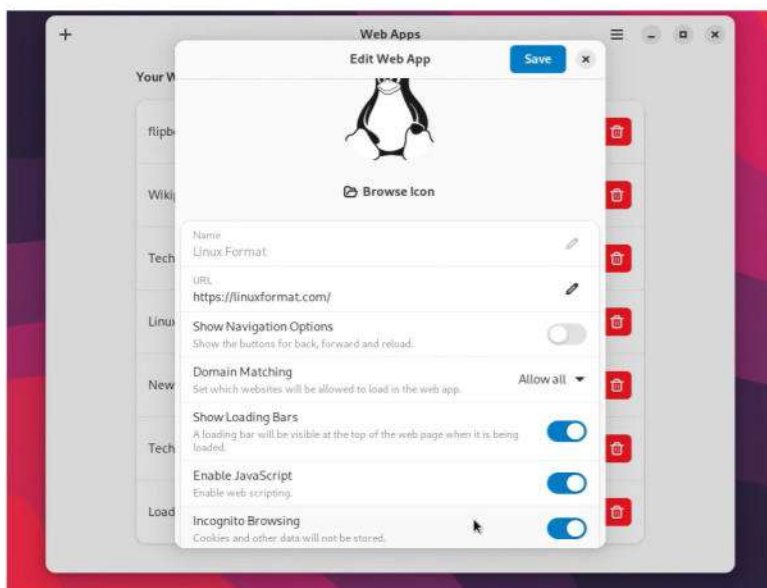 Web Apps
Edit Web App
Save
Your W
flipb
Wiki
Tech
Linux
New
Tech
Load
Browse Icon
Name
Linux Format
URL
https://linuxformat.com/
Show Navigation Options
Show the buttons for back, forward and reload.
Domain Matching
Set which websites will be allowed to load in the web app.
Allow all
Show Loading Bars
A loading bar will be visible at the top of the web page when it is being
loaded.
Enable JavaScript
Enable web scripting.
Incognito Browsing
Cookies and other data will not be stored.